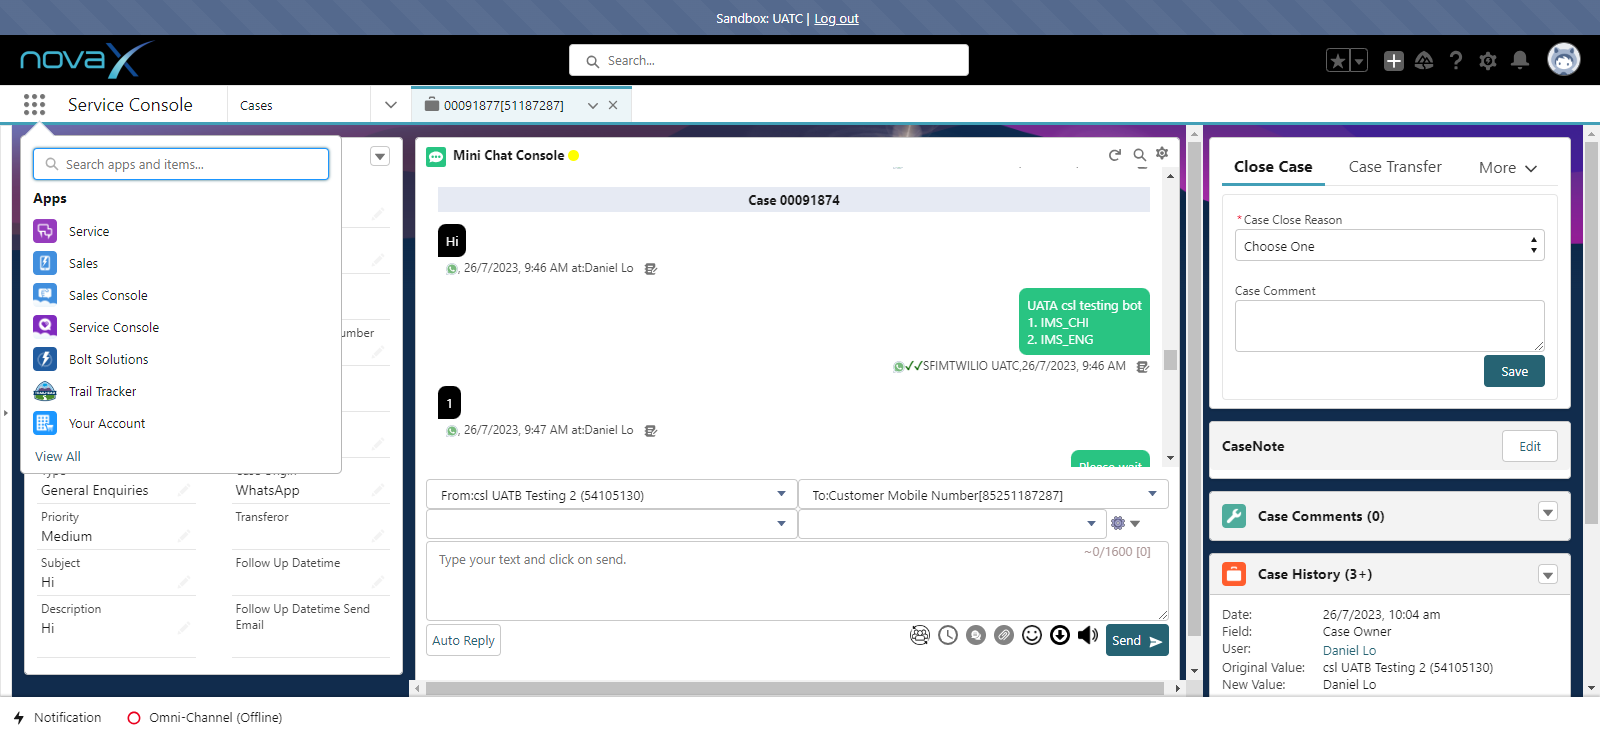 Sandbox: UATC | Log out
novaX
Search...
Service Console
Cases
00091877[51187287]
Search apps and items...
Apps
Service
Sales
Sales Console
Service Console
Bolt Solutions
Trail Tracker
Your Account
View All
umber
General Enquiries
WhatsApp
Priority
Transferor
Medium
Subject
Follow Up Datetime
Hi
Description
Follow Up Datetime Send
Email
Hi
Mini Chat Console
Case 00091874
Hi
, 26/7/2023, 9:46 AM at:Daniel Lo
UATA csl testing bot
1. IMS_CHI
2. IMS_ENG
✓✓SFIMTWILIO UATC,26/7/2023, 9:46 AM
1
, 26/7/2023, 9:47 AM at:Daniel Lo
Please wait
From:csl UATB Testing 2 (54105130)
To:Customer Mobile Number[85251187287]
~0/1600 [0]
Type your text and click on send.
Auto Reply
Send
Close Case
Case Transfer
More
*Case Close Reason
Choose One
Case Comment
Save
CaseNote
Edit
Case Comments (0)
Case History (3+)
Date: 26/7/2023, 10:04 am
Field: Case Owner
User: Daniel Lo
Original Value: csl UATB Testing 2 (54105130)
New Value: Daniel Lo
Notification
Omni-Channel (Offline)